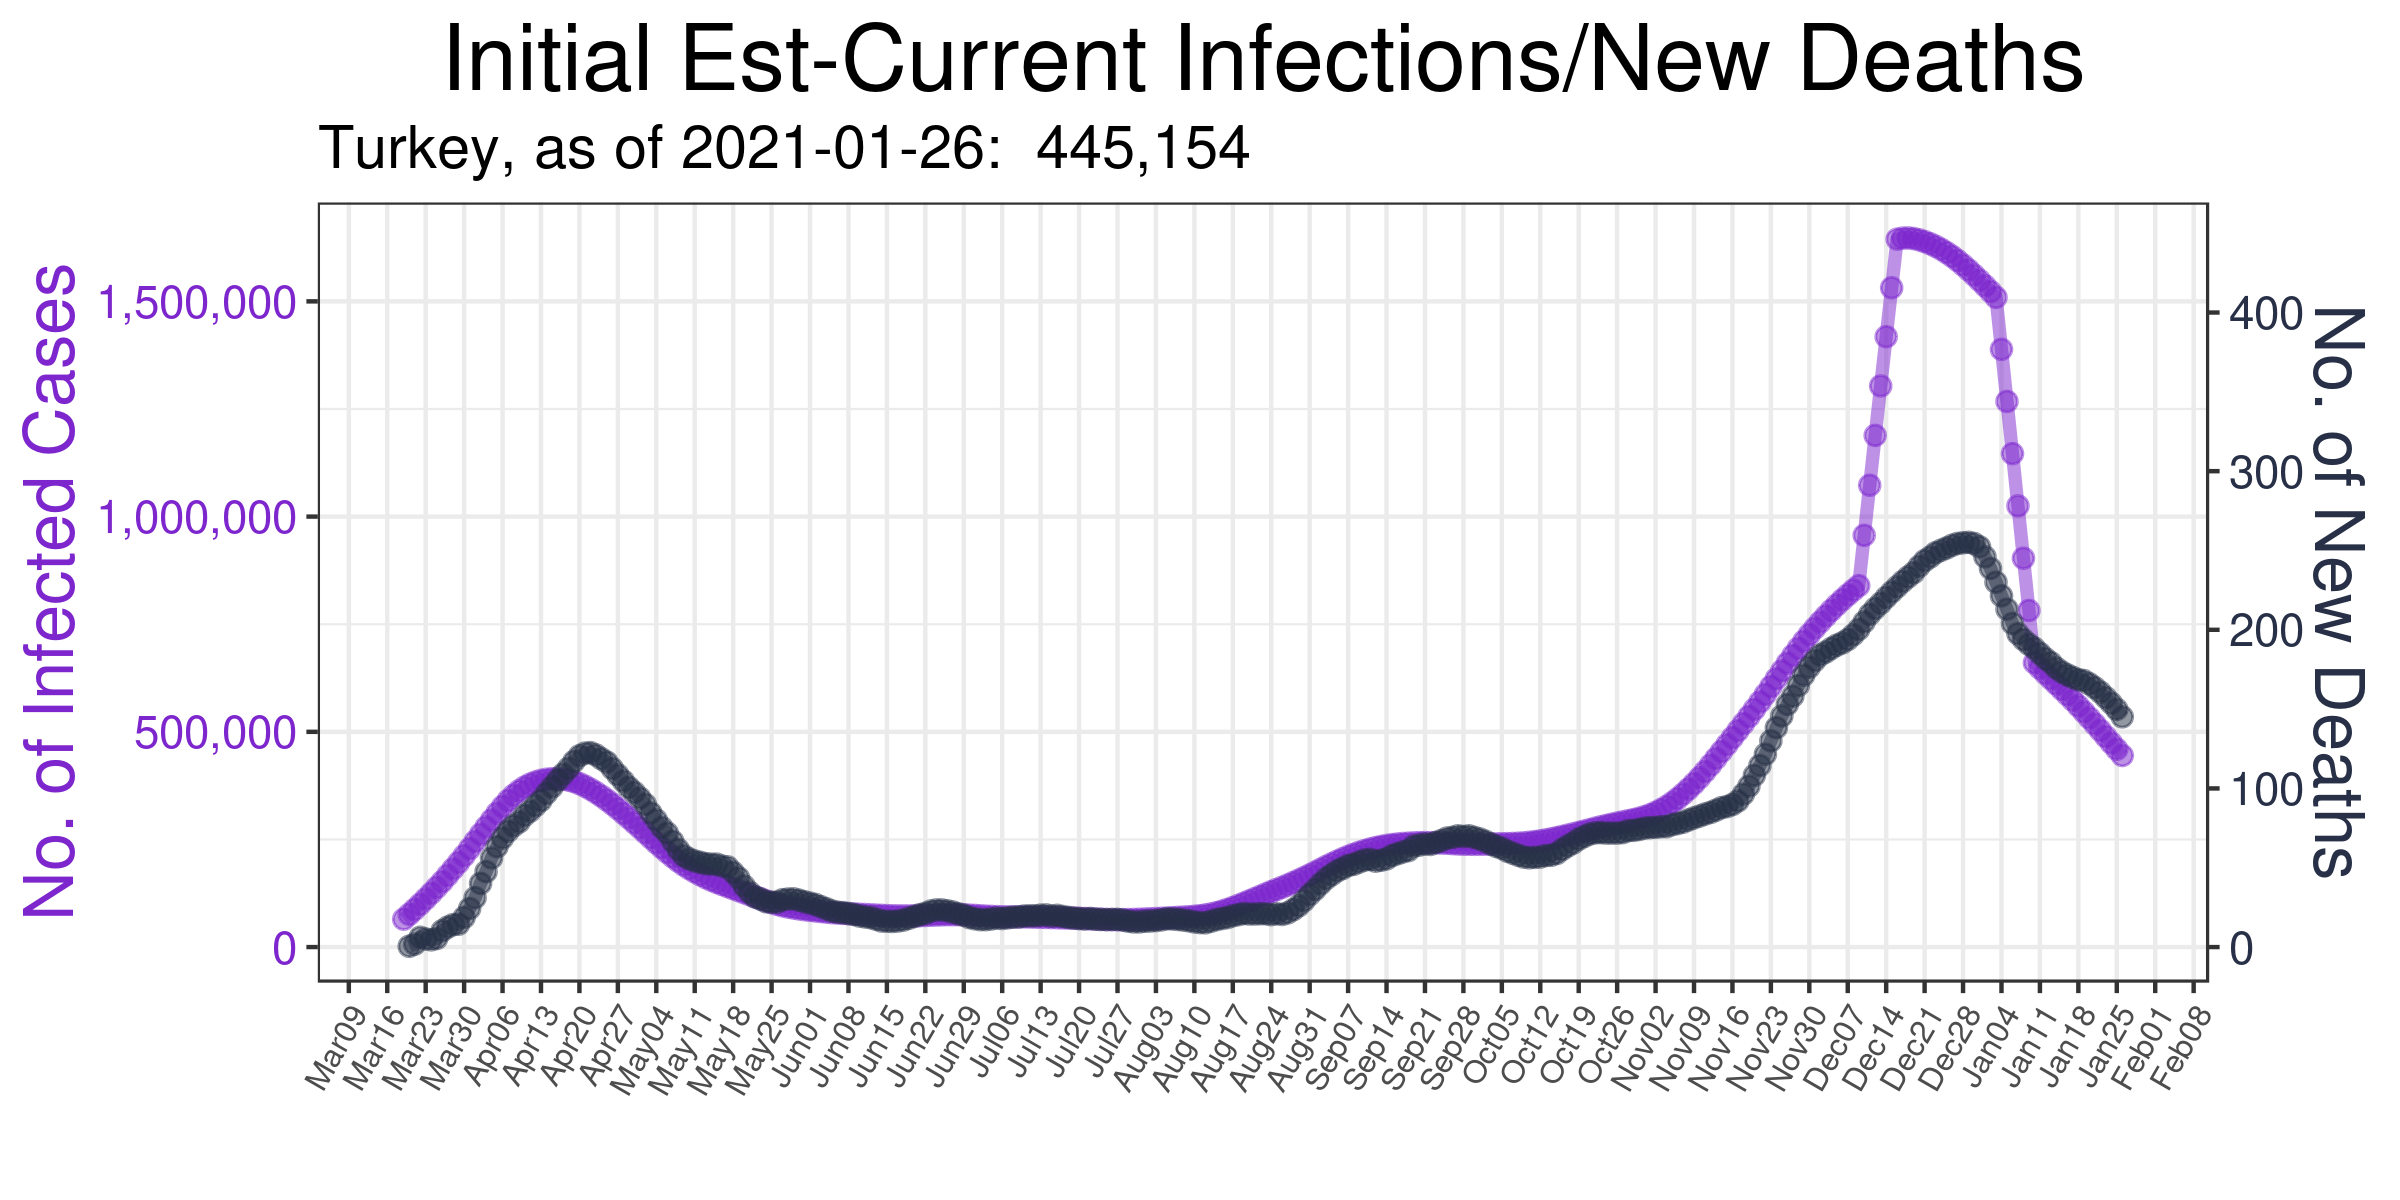 Initial Est-Current Infections/New Deaths
Turkey, as of 2021-01-26:  445,154
No. of Infected Cases
1,500,000
1,000,000
500,000
0
400
300
200
100
0
No. of New Deaths
Mar09
Mar16
Mar23
Mar30
Apr06
Apr13
Apr20
Apr27
May04
May11
May18
May25
Jun01
Jun08
Jun15
Jun22
Jun29
Jul06
Jul13
Jul20
Jul27
Aug03
Aug10
Aug17
Aug24
Aug31
Sep07
Sep14
Sep21
Sep28
Oct05
Oct12
Oct19
Oct26
Nov02
Nov09
Nov16
Nov23
Nov30
Dec07
Dec14
Dec21
Dec28
Jan04
Jan11
Jan18
Jan25
Feb01
Feb08